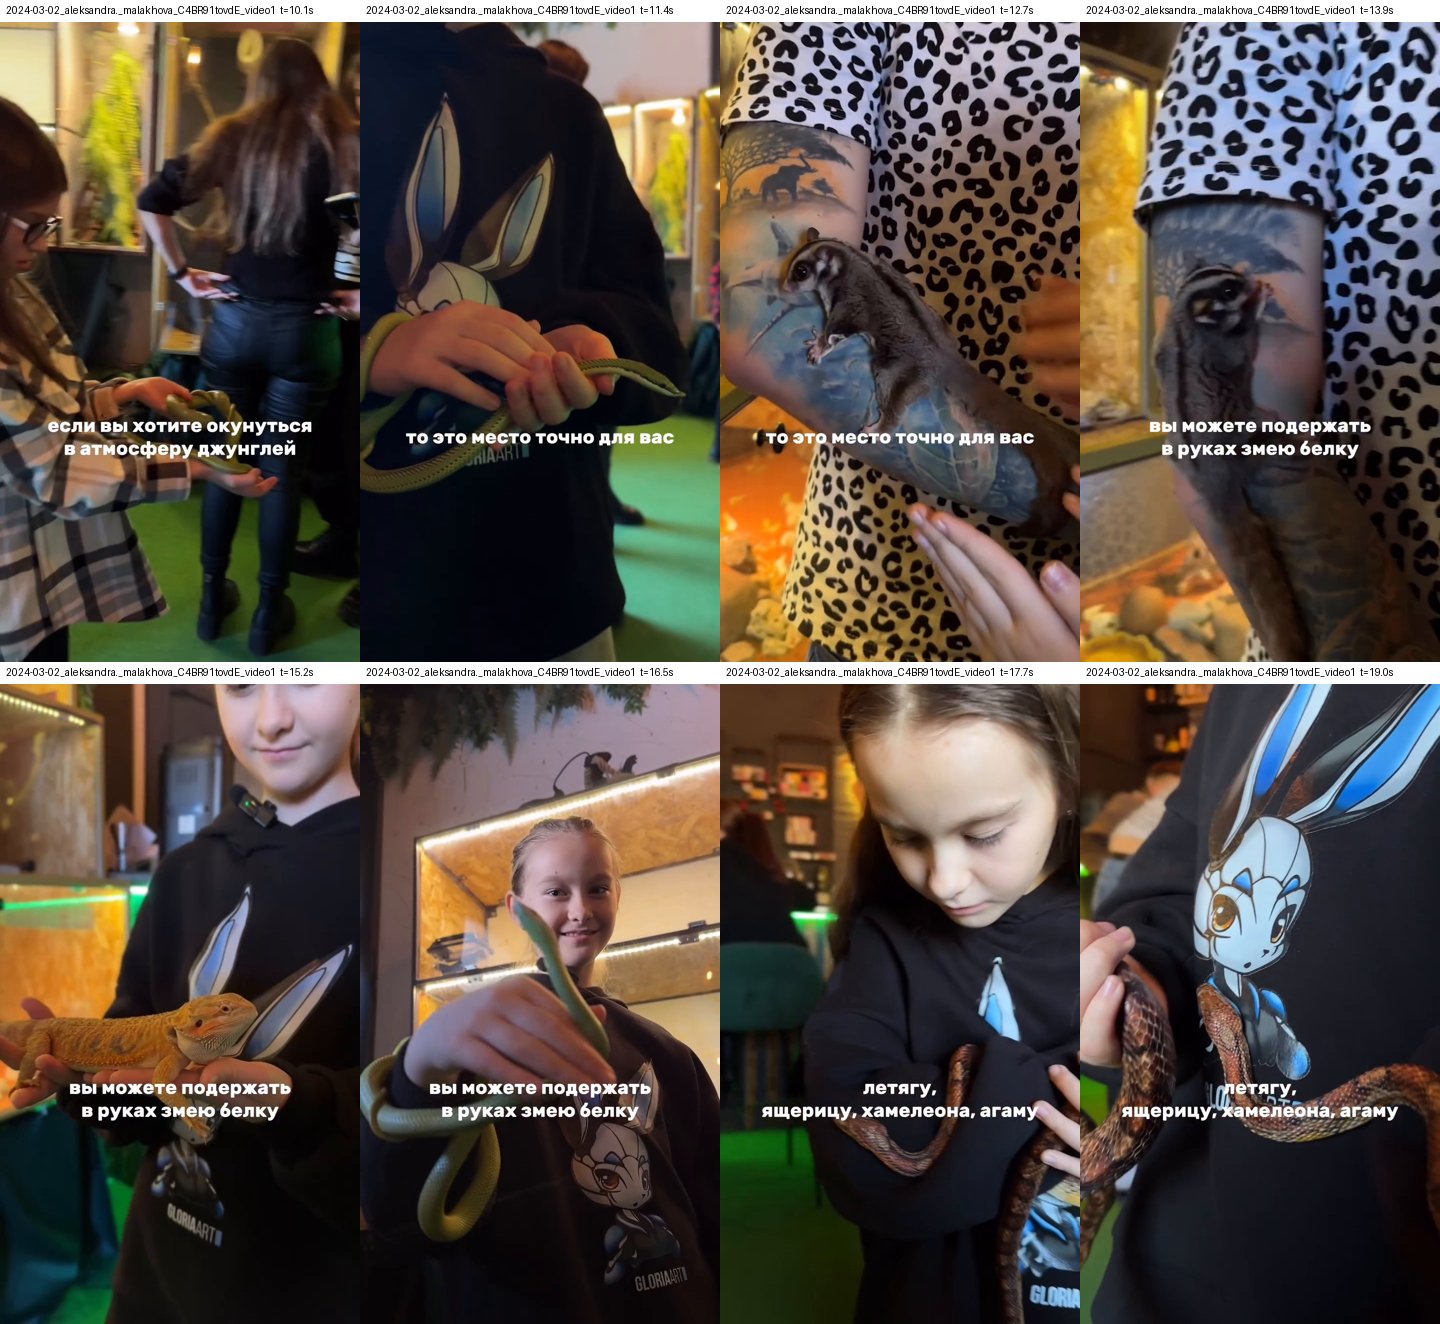 2024-03-02_aleksandra._malakhova_C4BR91tovdE_video1 t=10.1s
2024-03-02_aleksandra._malakhova_C4BR91tovdE_video1 t=11.4s
2024-03-02_aleksandra._malakhova_C4BR91tovdE_video1 t=12.7s
2024-03-02_aleksandra._malakhova_C4BR91tovdE_video1 t=13.9s
если вы хотите окунуться
в атмосферу джунглей
то это место точно для вас
RIAART
то это место точно для вас
вы можете подержать
в руках змею белку
2024-03-02_aleksandra._malakhova_C4BR91tovdE_video1 t=15.2s
2024-03-02_aleksandra._malakhova_C4BR91tovdE_video1 t=16.5s
2024-03-02_aleksandra._malakhova_C4BR91tovdE_video1 t=17.7s
2024-03-02_aleksandra._malakhova_C4BR91tovdE_video1 t=19.0s
вы можете подержать
в руках змею белку
GLORIAART
вы можете подержать
в руках змею белку
GLORIAART
летягу,
ящерицу, хамелеона, агаму
GLORIA
летягу,
ящерицу, хамелеона, агаму